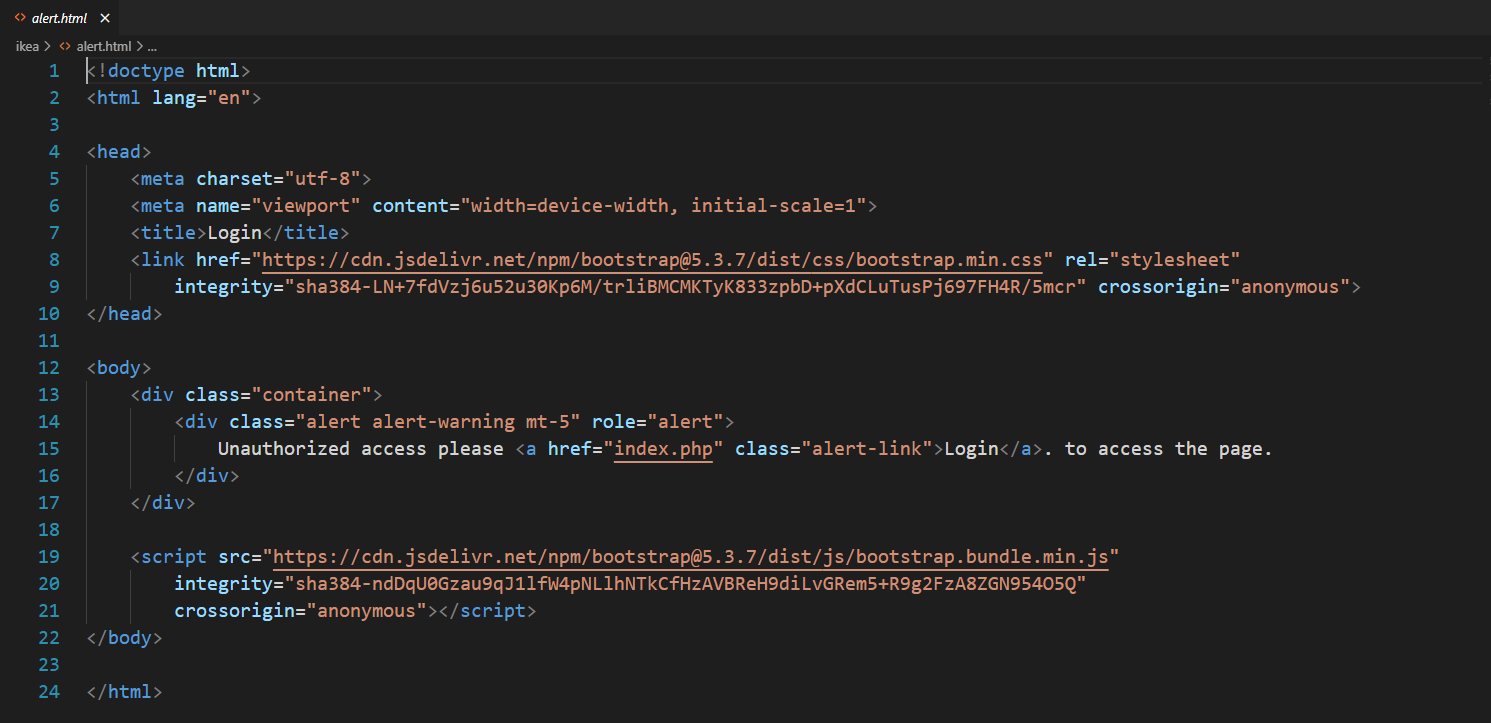 <> alert.html ×
ikea > <> alert.html > ...
1 <!doctype html>
2 <html lang="en">
3
4 <head>
5     <meta charset="utf-8">
6     <meta name="viewport" content="width=device-width, initial-scale=1">
7     <title>Login</title>
8     <link href="https://cdn.jsdelivr.net/npm/bootstrap@5.3.7/dist/css/bootstrap.min.css" rel="stylesheet"
9         integrity="sha384-LN+7fdVzj6u52u30Kp6M/trliBMCMKTyK833zpbD+pXdCLuTusPj697FH4R/5mcr" crossorigin="anonymous">
10 </head>
11
12 <body>
13     <div class="container">
14         <div class="alert alert-warning mt-5" role="alert">
15             Unauthorized access please <a href="index.php" class="alert-link">Login</a>. to access the page.
16         </div>
17     </div>
18
19     <script src="https://cdn.jsdelivr.net/npm/bootstrap@5.3.7/dist/js/bootstrap.bundle.min.js"
20         integrity="sha384-ndDqU0Gzau9qJ1lfW4pNLlhNTkCfHzAVBReH9diLvGRem5+R9g2FzA8ZGN954O5Q"
21         crossorigin="anonymous"></script>
22 </body>
23
24 </html>